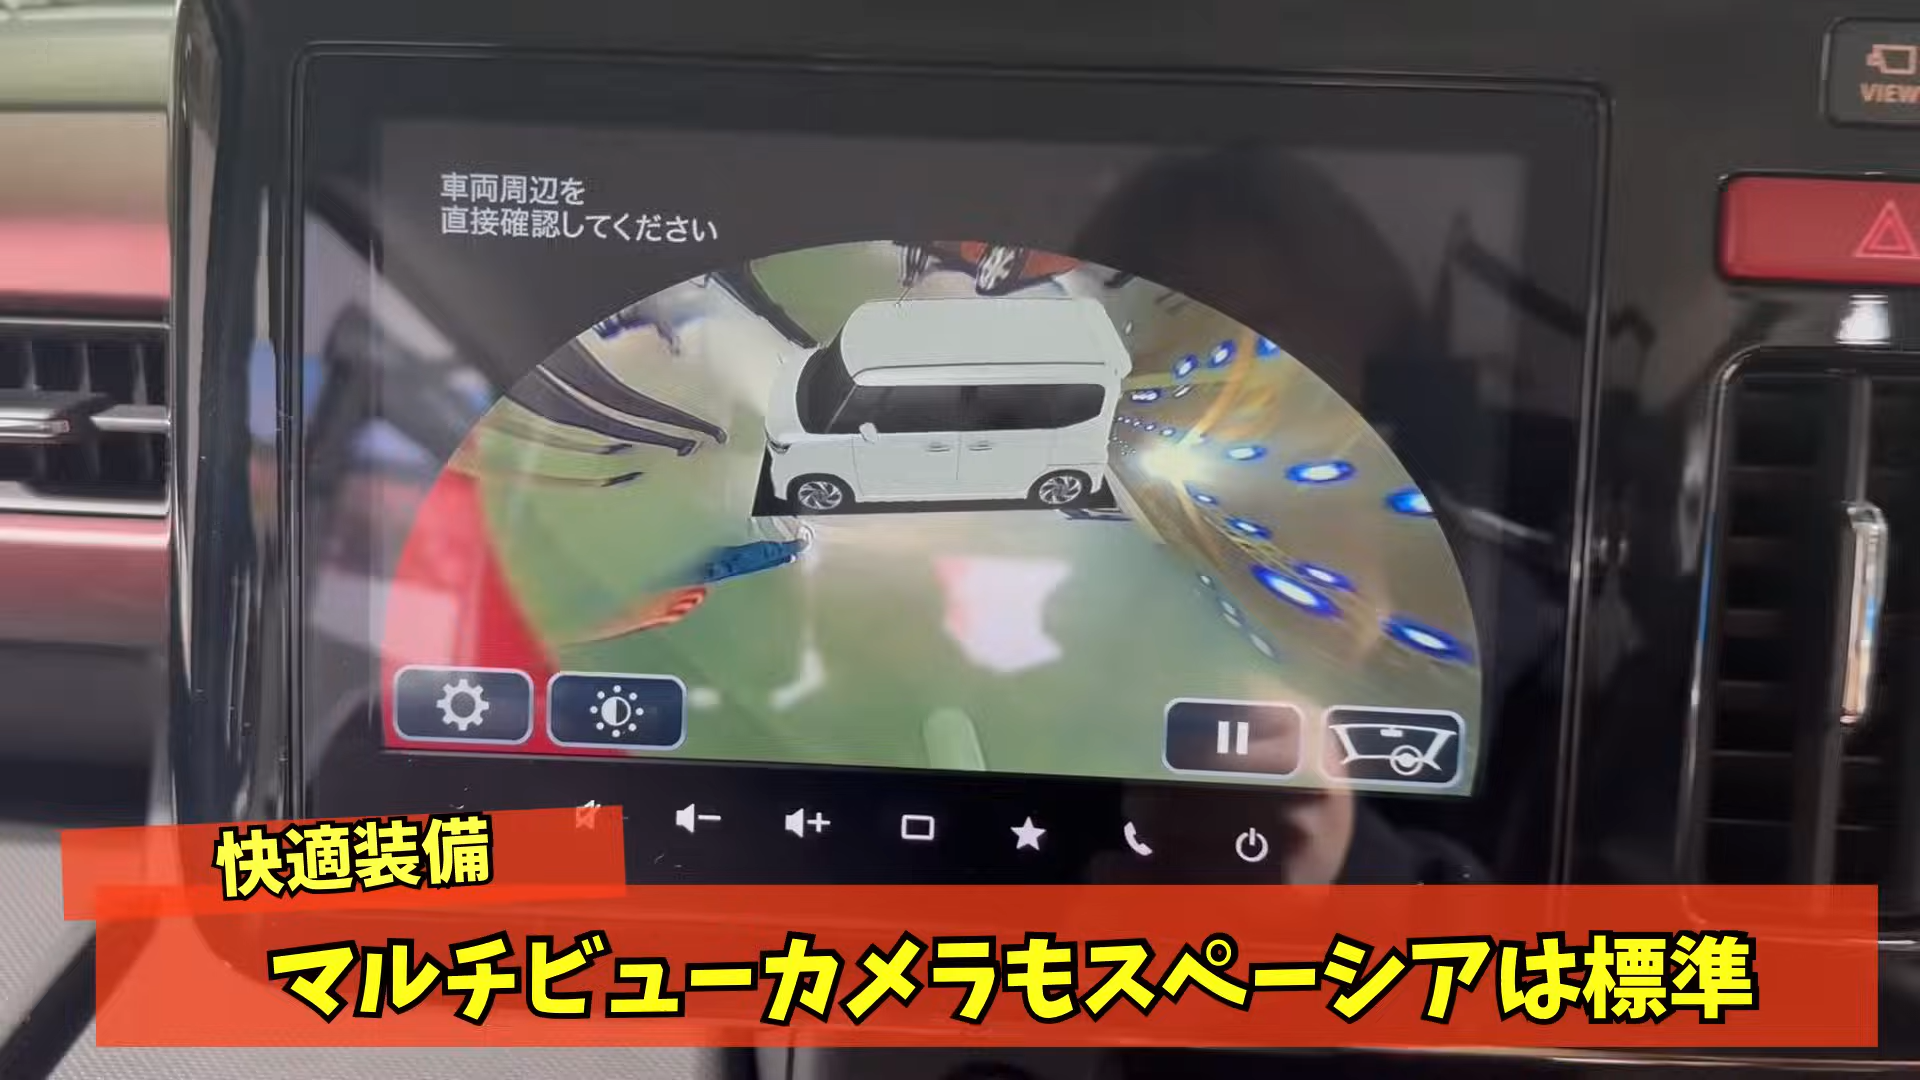 VIEW
車両周辺を
直接確認してください
快適装備
マルチビューカメラもスペーシアは標準